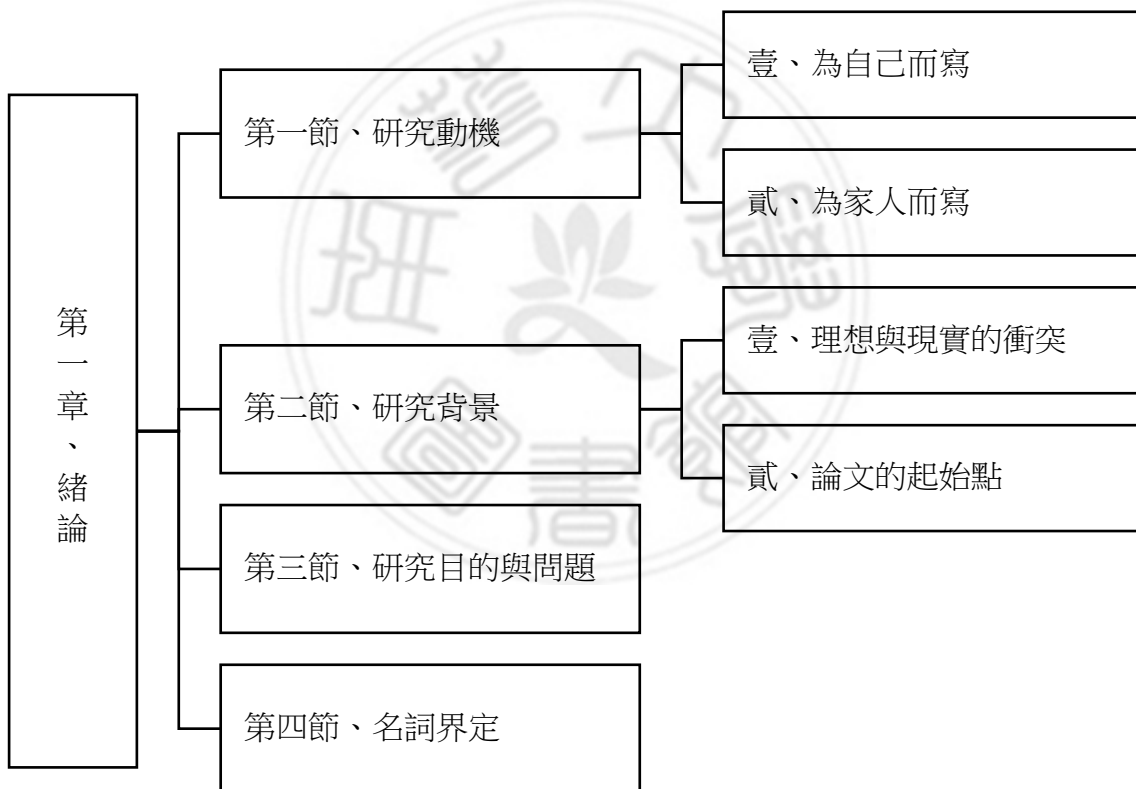 第一章、緒論
第一節、研究動機
壹、為自己而寫
貳、為家人而寫
第二節、研究背景
壹、理想與現實的衝突
貳、論文的起始點
第三節、研究目的與問題
第四節、名詞界定